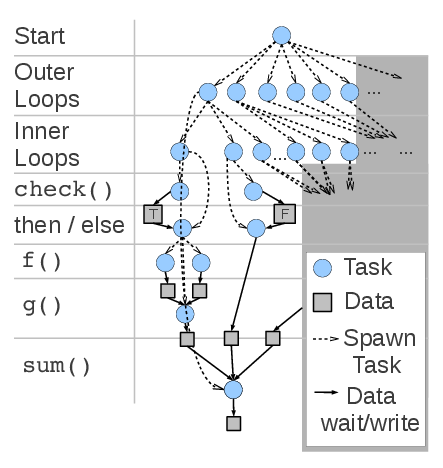 Start
Outer
Loops
...
Inner
Loops
... ... ...
check()
T F
then / else
f()
g()
sum()
Task
Data
Spawn
Task
Data
wait/write